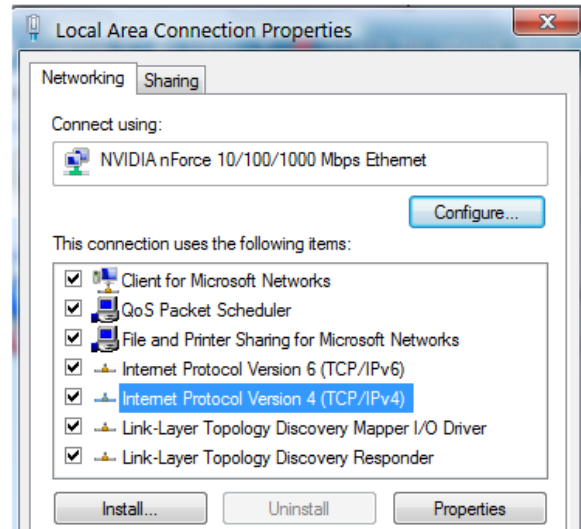 Local Area Connection Properties
Networking Sharing
Connect using:
NVIDIA nForce 10/100/1000 Mbps Ethernet
Configure...
This connection uses the following items:
Client for Microsoft Networks
QoS Packet Scheduler
File and Printer Sharing for Microsoft Networks
Internet Protocol Version 6 (TCP/IPv6)
Internet Protocol Version 4 (TCP/IPv4)
Link-Layer Topology Discovery Mapper I/O Driver
Link-Layer Topology Discovery Responder
Install... Uninstall Properties